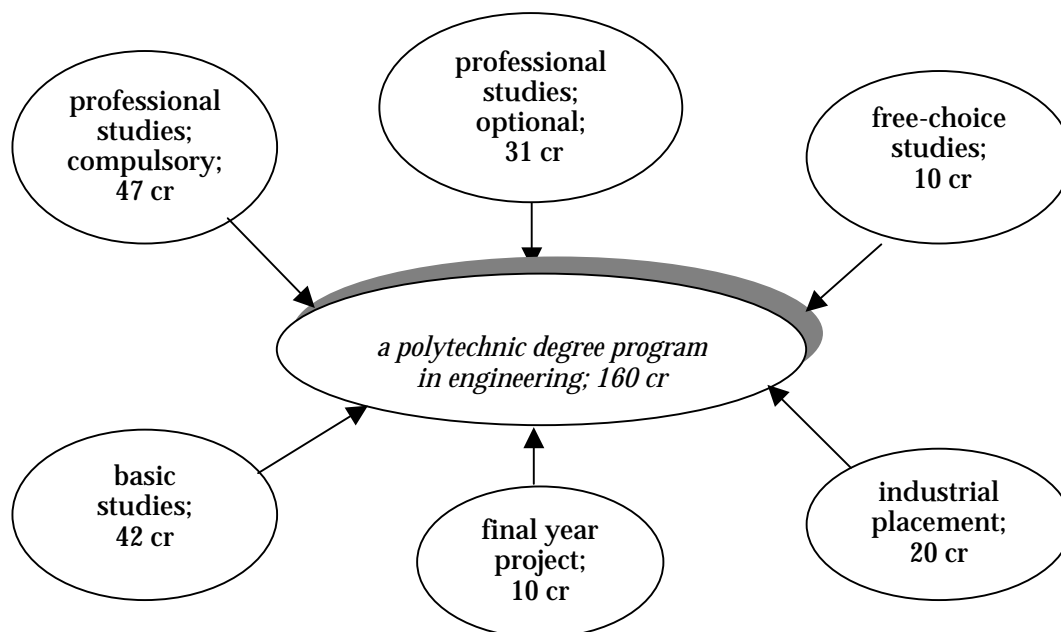 professional
studies;
compulsory;
47 cr
professional
studies;
optional;
31 cr
free-choice
studies;
10 cr
a polytechnic degree program
in engineering; 160 cr
basic
studies;
42 cr
final year
project;
10 cr
industrial
placement;
20 cr